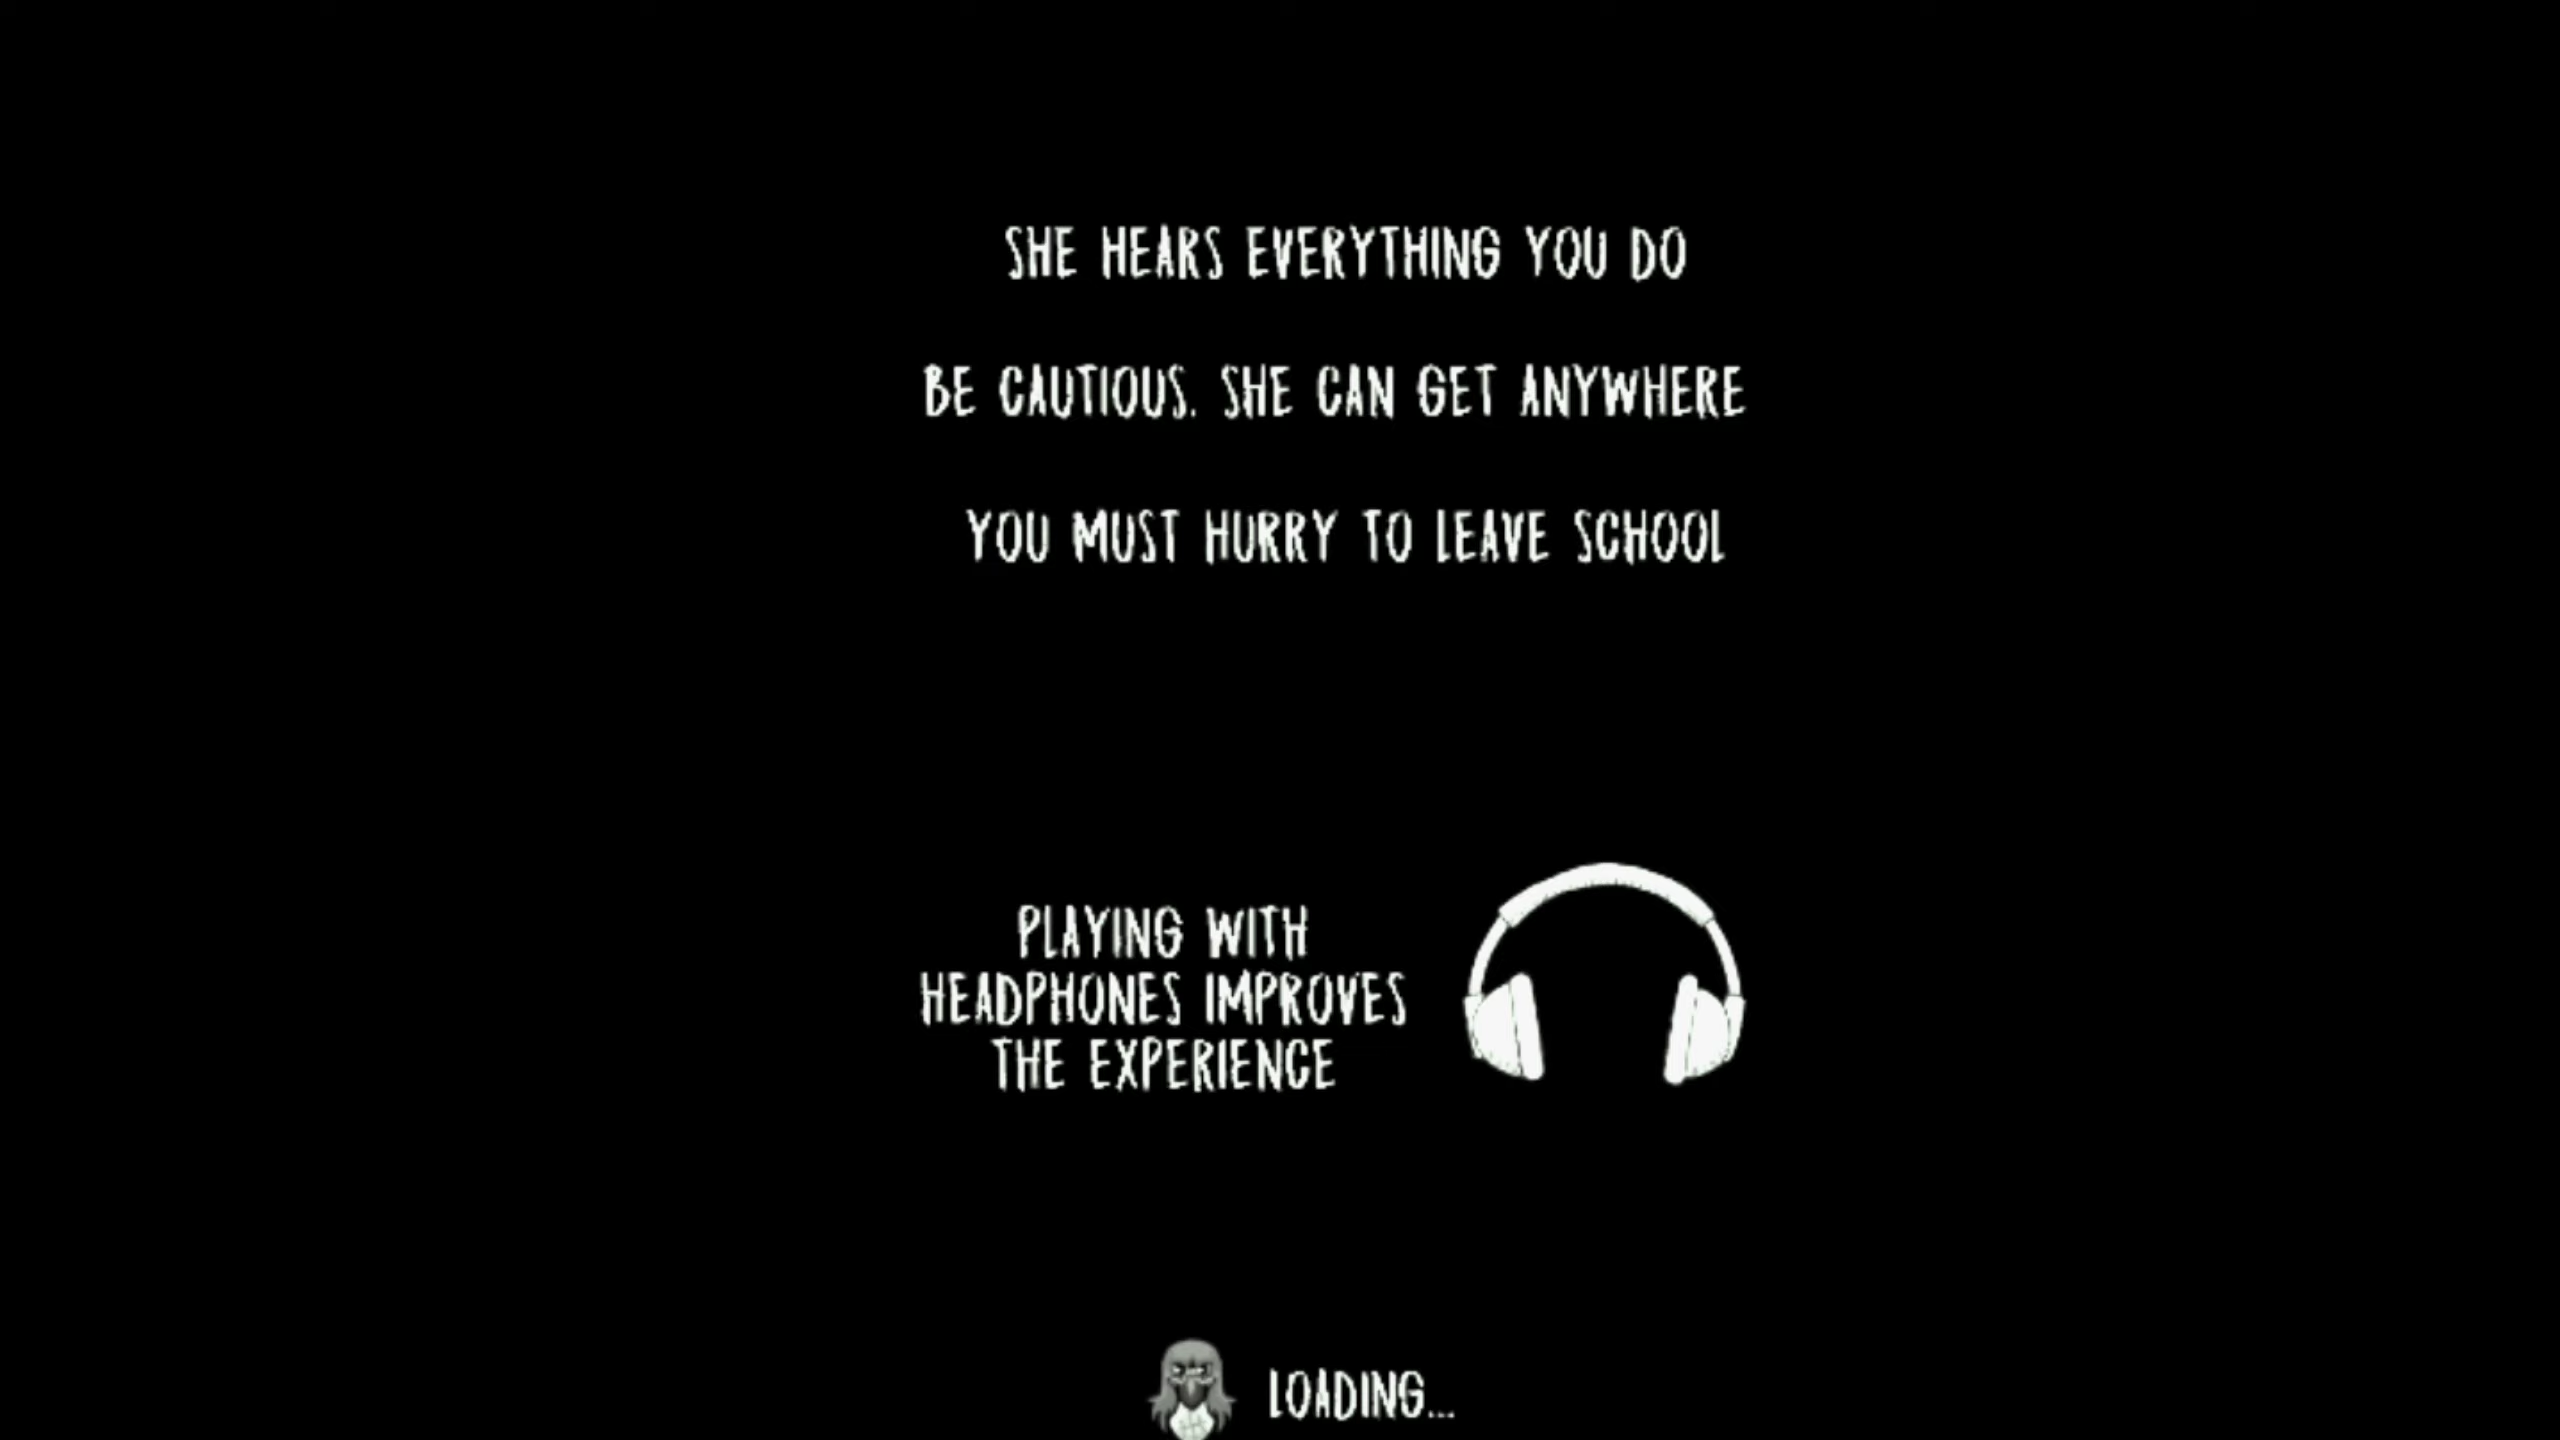 SHE HEARS EVERYTHING YOU DO
BE CAUTIOUS. SHE CAN GET ANYWHERE
YOU MUST HURRY TO LEAVE SCHOOL
PLAYING WITH
HEADPHONES IMPROVES
THE EXPERIENCE
LOADING...